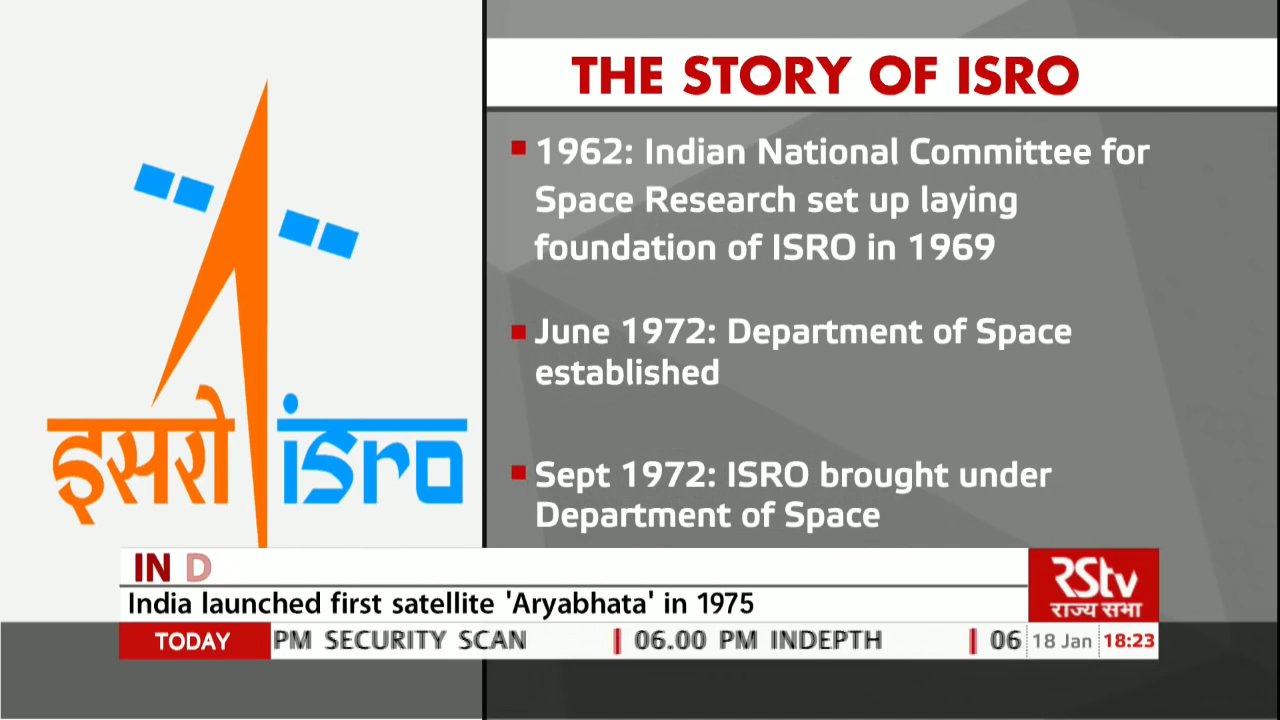 THE STORY OF ISRO
1962: Indian National Committee for
Space Research set up laying
foundation of ISRO in 1969
June 1972: Department of Space
established
Sept 1972: ISRO brought under
Department of Space
इसरो isro
IN D
India launched first satellite 'Aryabhata' in 1975
RStv
राज्य सभा
TODAY PM SECURITY SCAN | 06.00 PM INDEPTH | 06 18 Jan 18:23